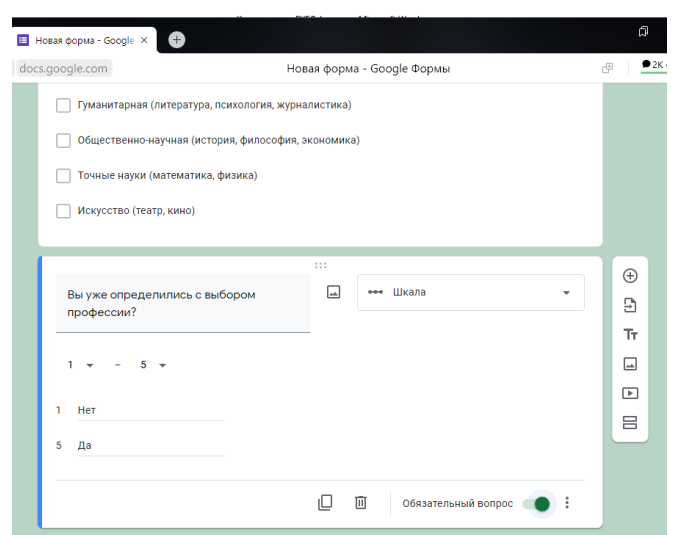 Новая форма - Google
docs.google.com
Новая форма - Google Формы
2K
Гуманитарная (литература, психология, журналистика)
Общественно-научная (история, философия, экономика)
Точные науки (математика, физика)
Искусство (театр, кино)
Вы уже определились с выбором
профессии?
Шкала
1 – 5
1 Нет
5 Да
Обязательный вопрос
Тт